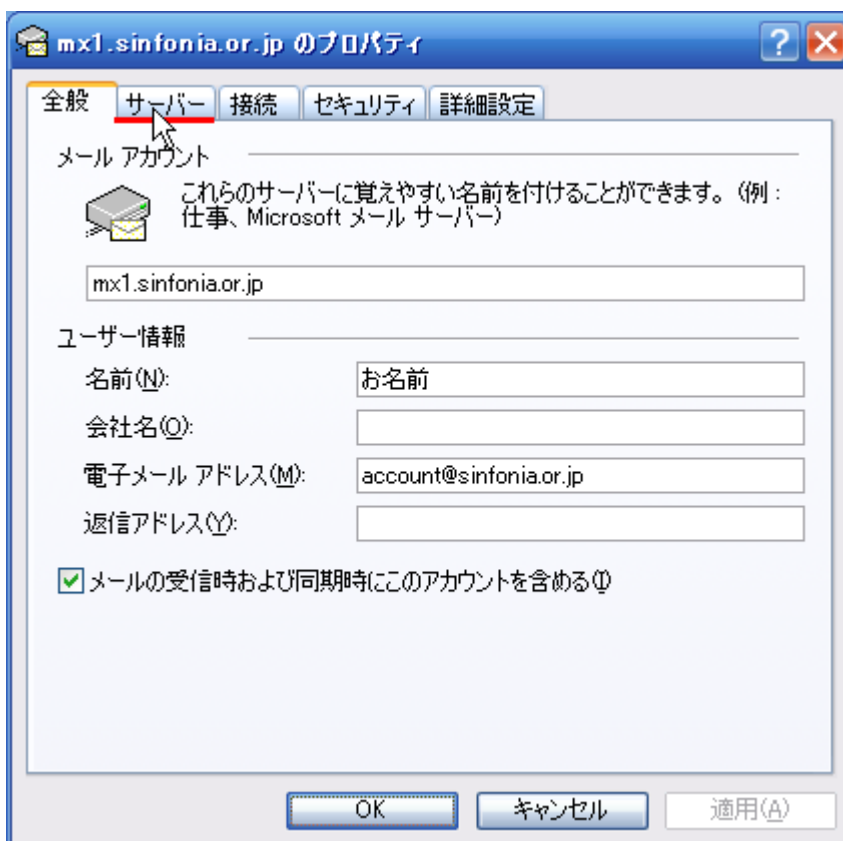 mx1.sinfonia.or.jp のプロパティ
全般 サーバー 接続 セキュリティ 詳細設定
メール アカウント
これらのサーバーに覚えやすい名前を付けることができます。(例:
仕事、Microsoft メール サーバー)
mx1.sinfonia.or.jp
ユーザー情報
名前(N): お名前
会社名(O):
電子メール アドレス(M): account@sinfonia.or.jp
返信アドレス(Y):
メールの受信時および同期時にこのアカウントを含める(I)
OK キャンセル 適用(A)